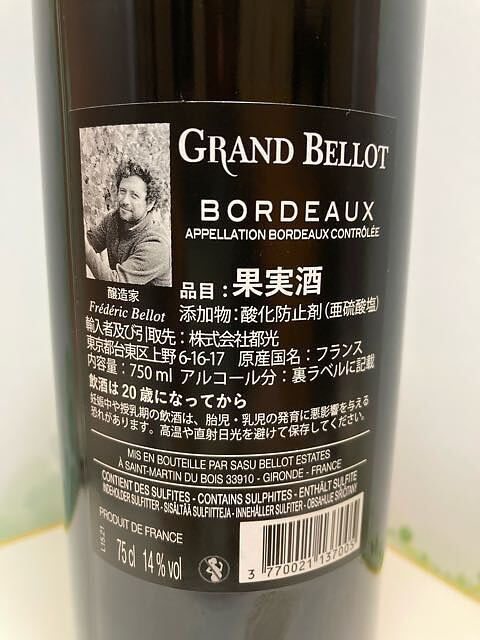 GRAND BELLOT
BORDEAUX
APPELLATION BORDEAUX CONTRÔLÉE
醸造家
Frédéric Bellot
品目：果実酒
添加物：酸化防止剤（亜硫酸塩）
輸入者及び引取先：株式会社都光
東京都台東区上野6-16-17 原産国名：フランス
内容量：750ml アルコール分：裏ラベルに記載
飲酒は20歳になってから
妊娠中や授乳期の飲酒は、胎児・乳児の発育に悪影響を与える
恐れがあります。高温や直射日光を避けて保存してください。
MIS EN BOUTEILLE PAR SASU BELLOT ESTATES
À SAINT-MARTIN DU BOIS 33910 - GIRONDE - FRANCE
CONTIENT DES SULFITES - CONTAINS SULPHITES - ENTHÄLT SULFITE
INDEHOLDER SULFITTER - SISÄLTÄÄ SULFIITTEJA - INNEHÅLLER SULFITER - OBSAHUJE SIŘIČITANY
PRODUIT DE FRANCE
L15.21
75 cl 14 % vol
3 770021 137005